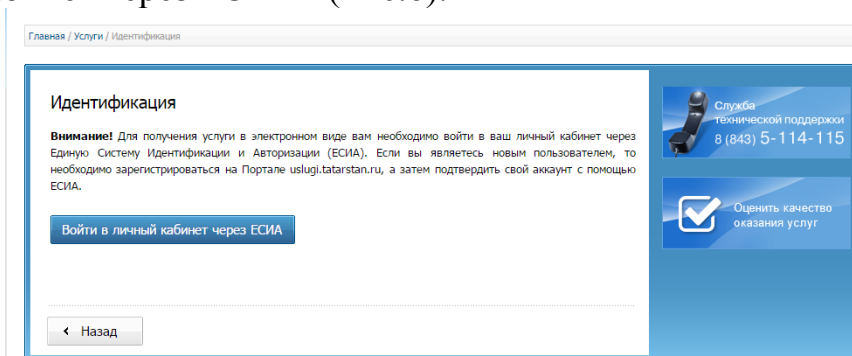 Главная / Услуги / Идентификация
Идентификация
Внимание! Для получения услуги в электронном виде вам необходимо войти в ваш личный кабинет через
Единую Систему Идентификации и Авторизации (ЕСИА). Если вы являетесь новым пользователем, то
необходимо зарегистрироваться на Портале uslugi.tatarstan.ru, а затем подтвердить свой аккаунт с помощью
ЕСИА.
Войти в личный кабинет через ЕСИА
Назад
Служба
технической поддержки
8 (843) 5-114-115
Оценить качество
оказания услуг